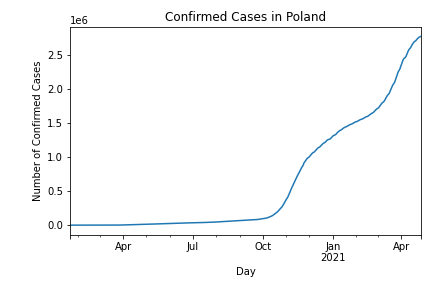 Confirmed Cases in Poland
1e6
Number of Confirmed Cases
2.5
2.0
1.5
1.0
0.5
0.0
Apr Jul Oct Jan Apr
2021
Day